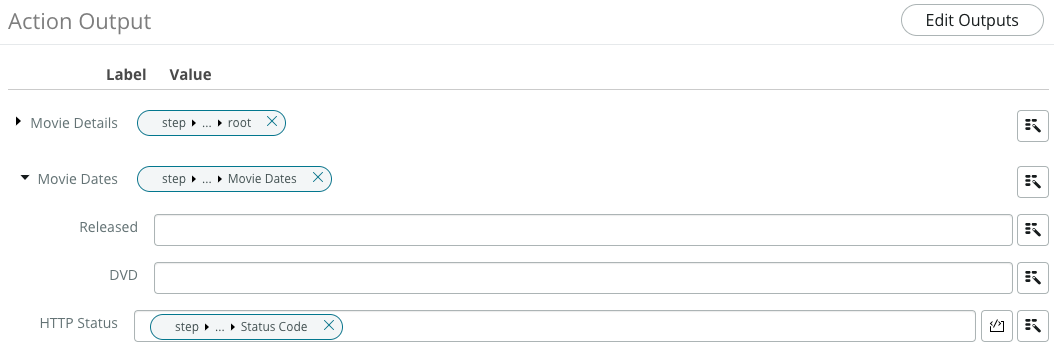 Action Output
Edit Outputs
Label Value
Movie Details step ▸ ... ▸ root
Movie Dates step ▸ ... ▸ Movie Dates
Released
DVD
HTTP Status step ▸ ... ▸ Status Code